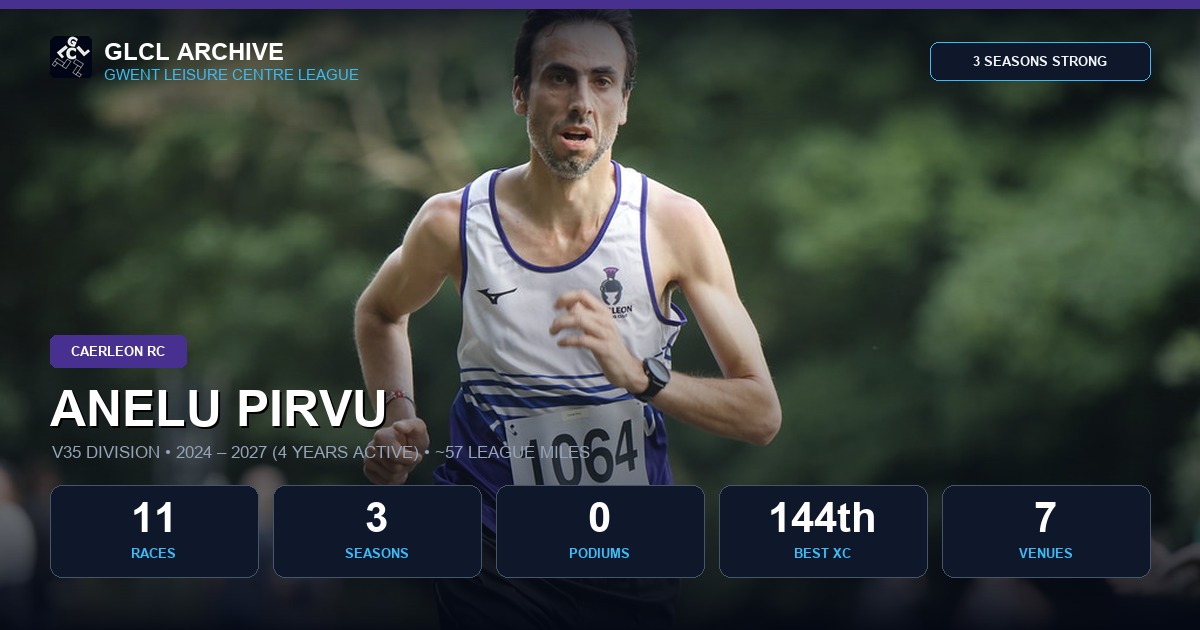 GLCL ARCHIVE
GWENT LEISURE CENTRE LEAGUE
3 SEASONS STRONG
CAERLEON RC
ANELU PIRVU
V35 DIVISION • 2024 – 2027 (4 YEARS ACTIVE) • ~57 LEAGUE MILES
1064
11
RACES
3
SEASONS
0
PODIUMS
144th
BEST XC
7
VENUES